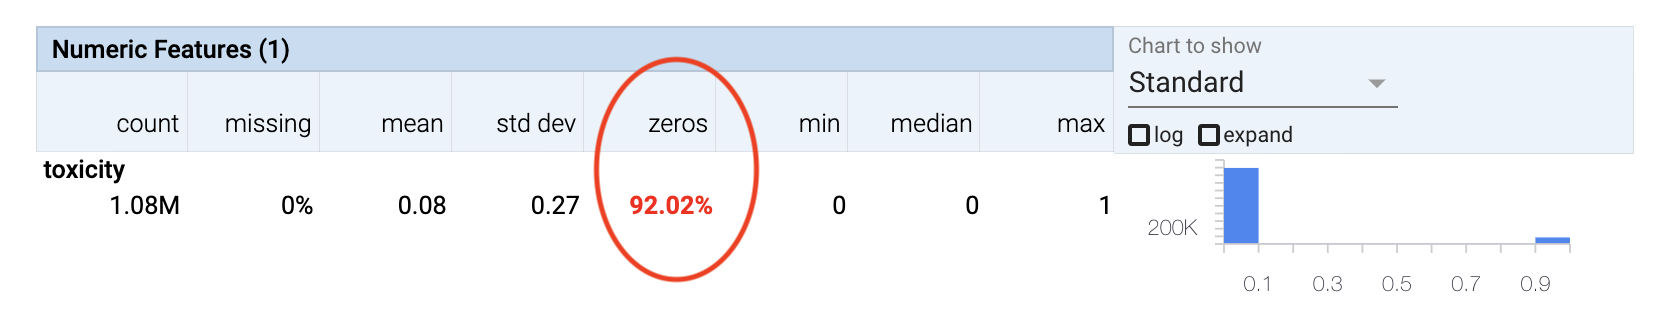 Numeric Features (1)
Chart to show
Standard
count missing mean std dev zeros min median max
log expand
toxicity
1.08M 0% 0.08 0.27 92.02% 0 0 1
200K
0.1 0.3 0.5 0.7 0.9